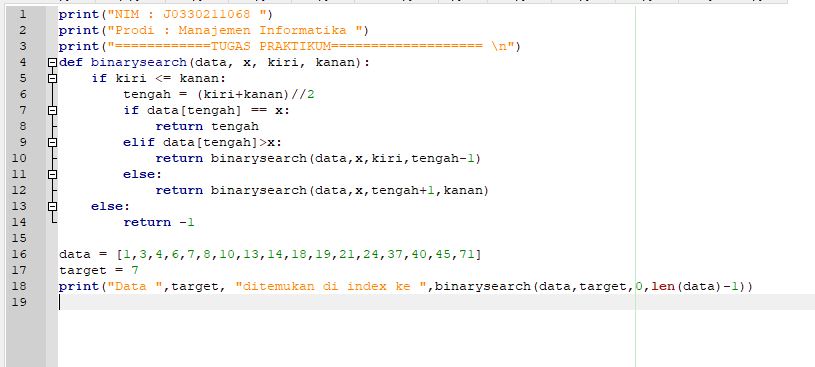 1 print("NIM : J0330211068 ")
2 print("Prodi : Manajemen Informatika ")
3 print("============TUGAS PRAKTIKUM=================== \n")
4 def binarysearch(data, x, kiri, kanan):
5     if kiri <= kanan:
6         tengah = (kiri+kanan)//2
7         if data[tengah] == x:
8             return tengah
9         elif data[tengah]>x:
10             return binarysearch(data,x,kiri,tengah-1)
11         else:
12             return binarysearch(data,x,tengah+1,kanan)
13     else:
14         return -1
15
16 data = [1,3,4,6,7,8,10,13,14,18,19,21,24,37,40,45,71]
17 target = 7
18 print("Data ",target, "ditemukan di index ke ",binarysearch(data,target,0,len(data)-1))
19